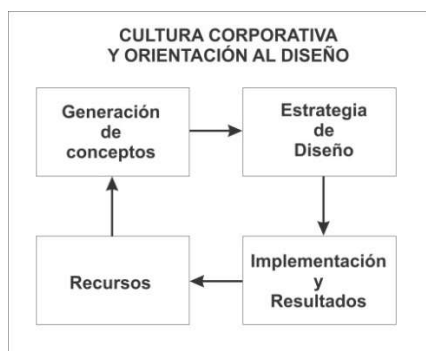 CULTURA CORPORATIVA
Y ORIENTACIÓN AL DISEÑO
Generación
de
conceptos
Estrategia
de
Diseño
Recursos
Implementación
y
Resultados